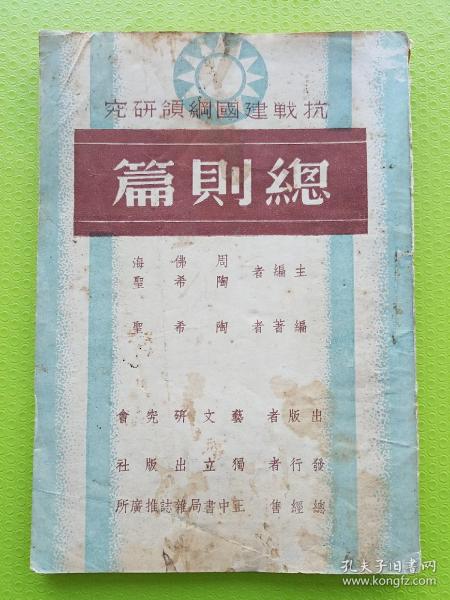 抗戰建國綱領研究
總則篇
主編者 周佛海
陶希聖
編著者 陶希聖
出版者 藝文研究會
發行者 獨立出版社
總經售 正中書局雜誌推廣所
孔夫子旧书网
www.kongfz.com